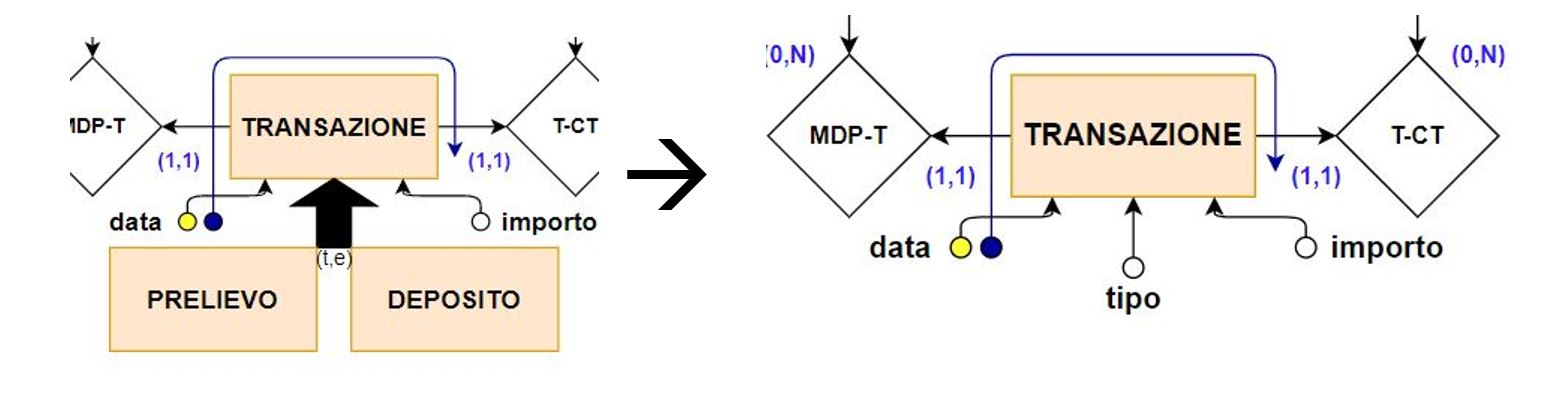 MDP-T
TRANSAZIONE
T-CT
(1,1)
(1,1)
data
importo
(t,e)
PRELIEVO
DEPOSITO
(0,N)
(0,N)
MDP-T
TRANSAZIONE
T-CT
(1,1)
(1,1)
data
importo
tipo